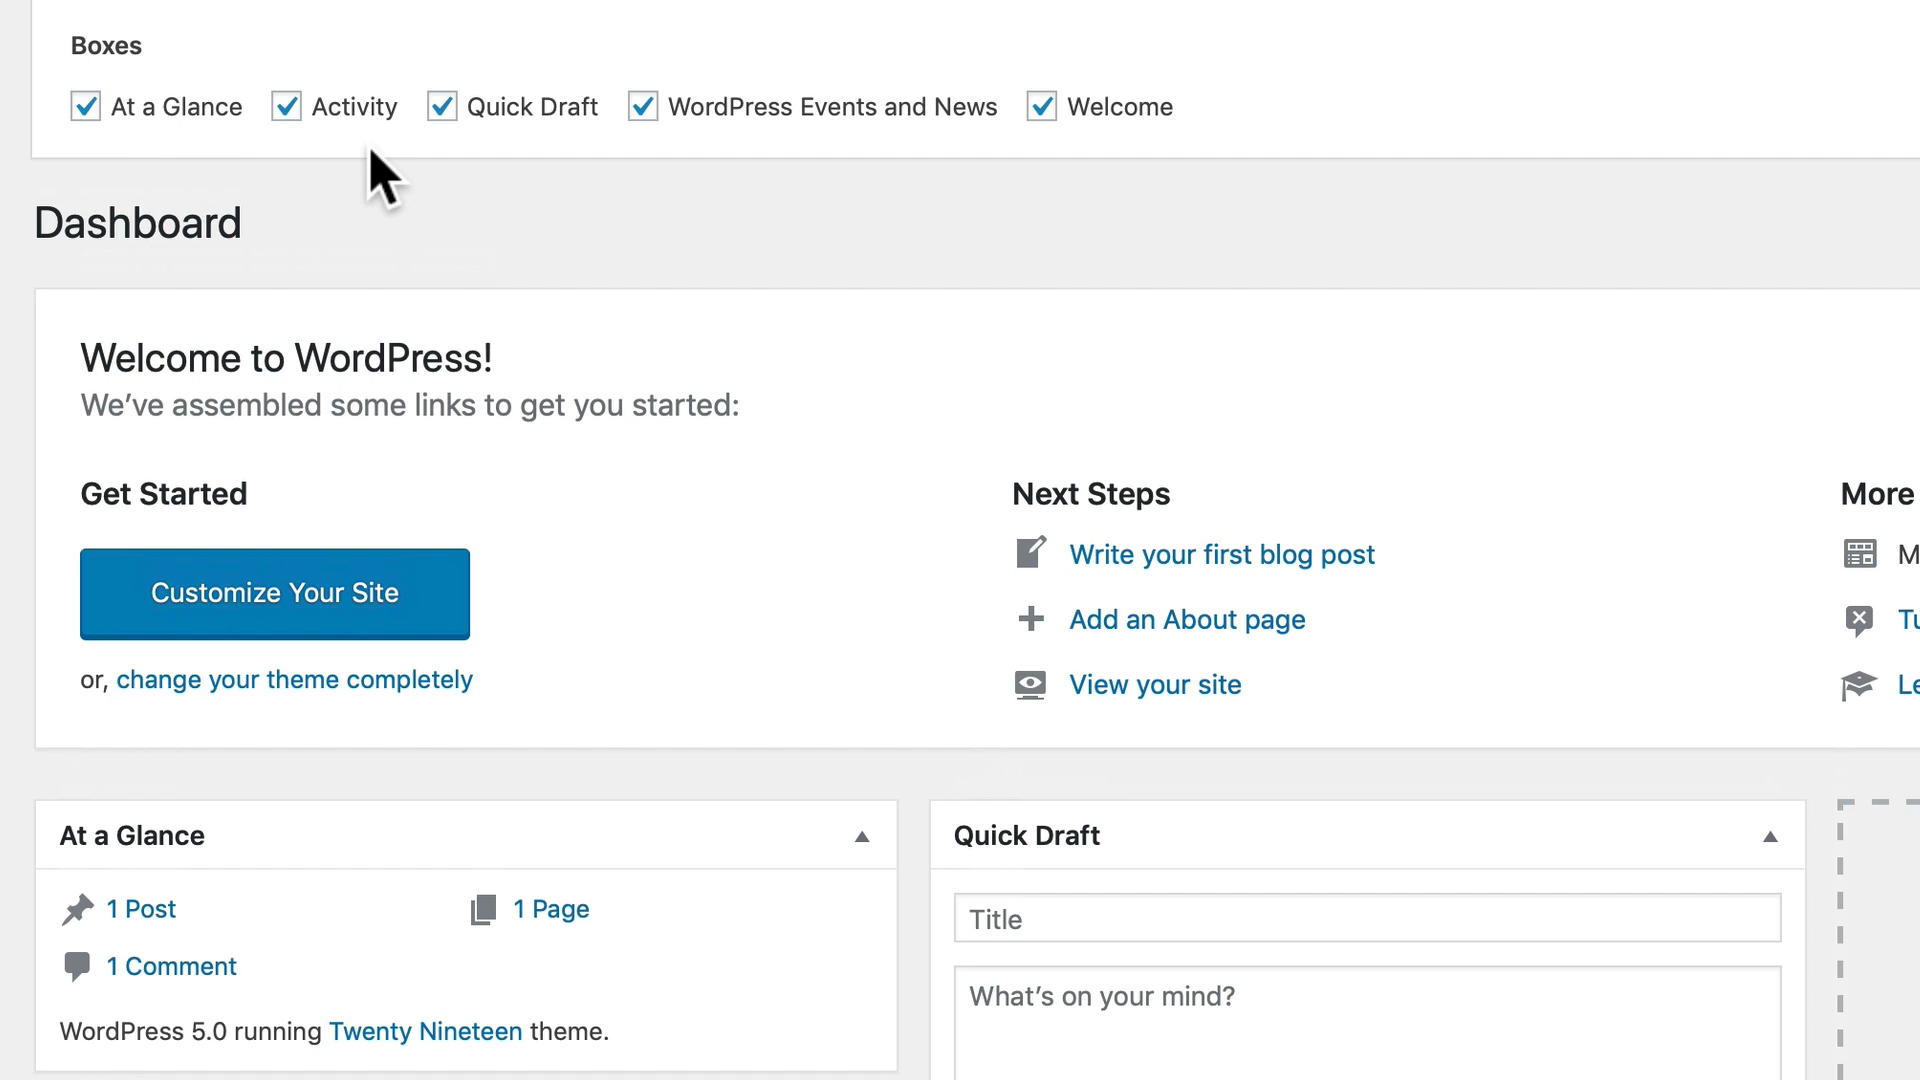 Boxes
At a Glance Activity Quick Draft WordPress Events and News Welcome
Dashboard
Welcome to WordPress!
We've assembled some links to get you started:
Get Started Next Steps More
Customize Your Site
or, change your theme completely
Write your first blog post
Add an About page
View your site
M
Tu
Le
At a Glance
1 Post 1 Page
1 Comment
WordPress 5.0 running Twenty Nineteen theme.
Quick Draft
Title
What's on your mind?